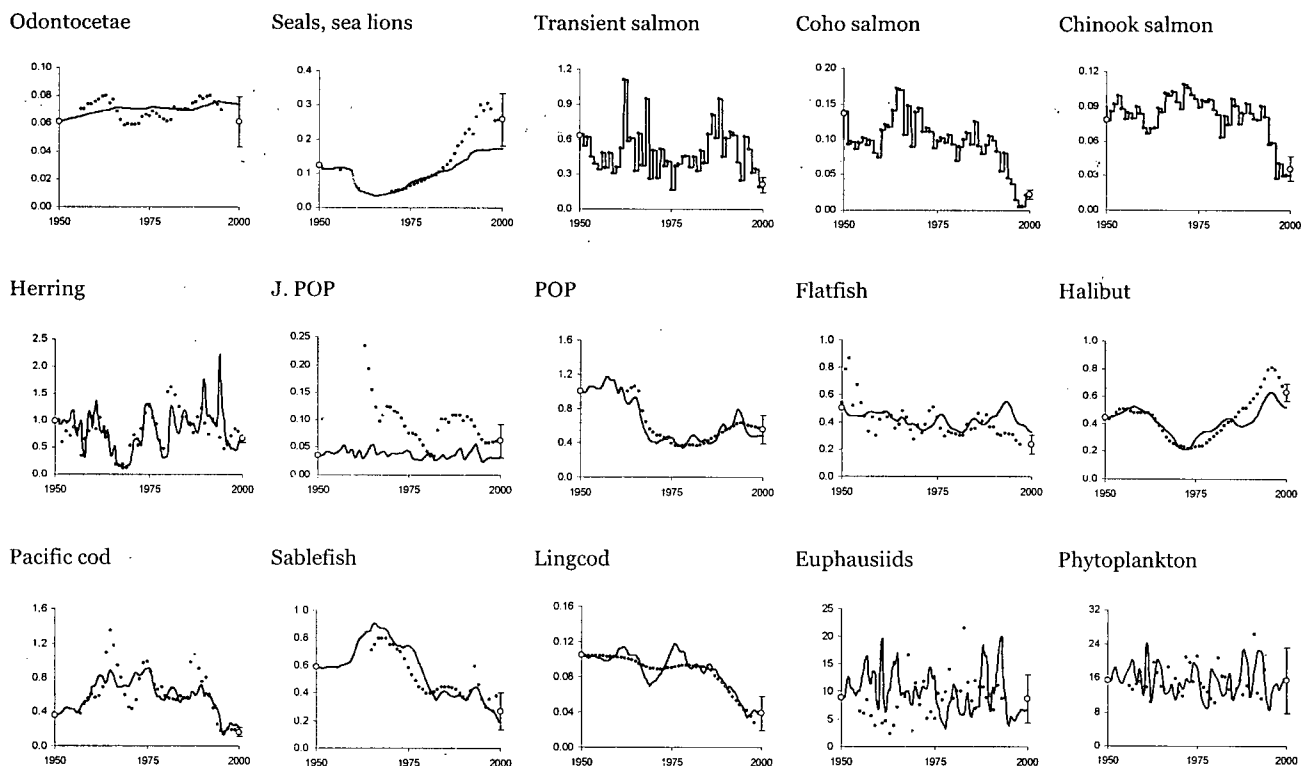 Odontocetae
0.10
0.08
0.06
0.04
0.02
0.00
1950 1975 2000
Seals, sea lions
0.4
0.3
0.2
0.1
0.0
1950 1975 2000
Transient salmon
1.2
0.9
0.6
0.3
0.0
1950 1975 2000
Coho salmon
0.20
0.15
0.10
0.05
0.00
1950 1975 2000
Chinook salmon
0.12
0.09
0.06
0.03
0.00
1950 1975 2000
Herring
2.5
2.0
1.5
1.0
0.5
0.0
1950 1975 2000
J. POP
0.25
0.20
0.15
0.10
0.05
0.00
1950 1975 2000
POP
1.6
1.2
0.8
0.4
0.0
1950 1975 2000
Flatfish
1.0
0.8
0.6
0.4
0.2
0.0
1950 1975 2000
Halibut
1.0
0.8
0.6
0.4
0.2
0.0
1950 1975 2000
Pacific cod
1.6
1.2
0.8
0.4
0.0
1950 1975 2000
Sablefish
1.0
0.8
0.6
0.4
0.2
0.0
1950 1975 2000
Lingcod
0.16
0.12
0.08
0.04
0.00
1950 1975 2000
Euphausiids
25
20
15
10
5
0
1950 1975 2000
Phytoplankton
32
24
16
8
0
1950 1975 2000